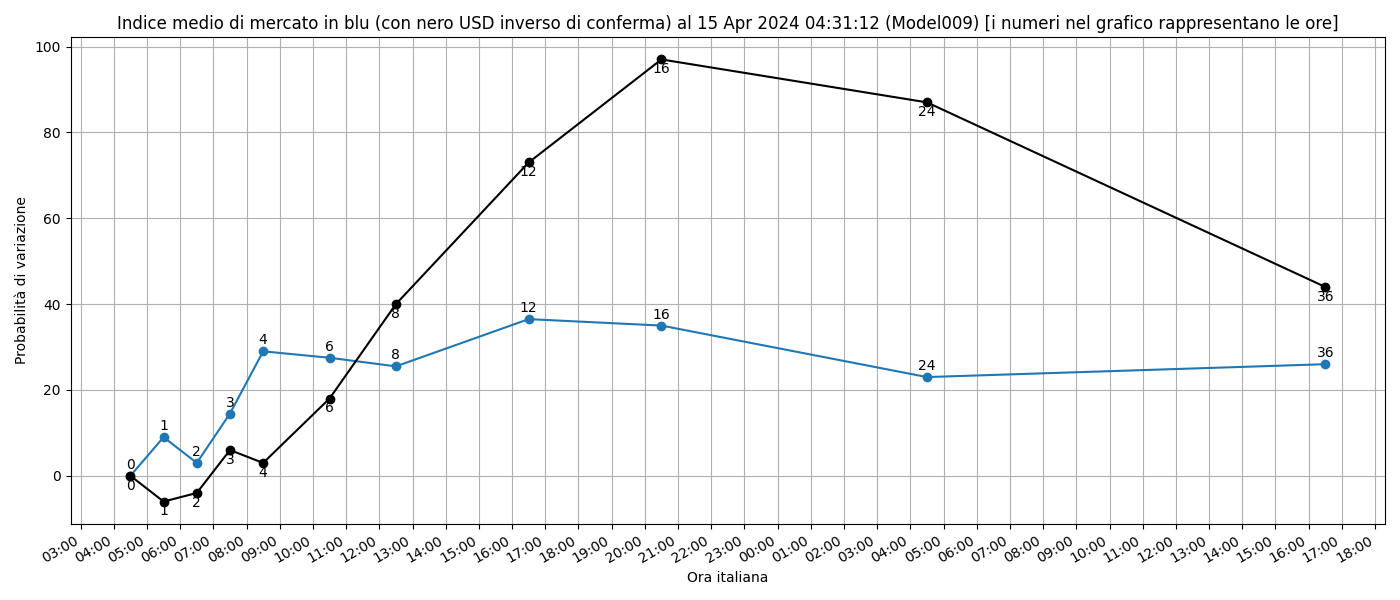 Indice medio di mercato in blu (con nero USD inverso di conferma) al 15 Apr 2024 04:31:12 (Model009) [i numeri nel grafico rappresentano le ore]
Probabilità di variazione
100
80
60
40
20
0
0 1 2 3 4 6 8 12 16 24 36
0 1 2 3 4 6 8 12 16 24 36
03:00 04:00 05:00 06:00 07:00 08:00 09:00 10:00 11:00 12:00 13:00 14:00 15:00 16:00 17:00 18:00 19:00 20:00 21:00 22:00 23:00 00:00 01:00 02:00 03:00 04:00 05:00 06:00 07:00 08:00 09:00 10:00 11:00 12:00 13:00 14:00 15:00 16:00 17:00 18:00
Ora italiana